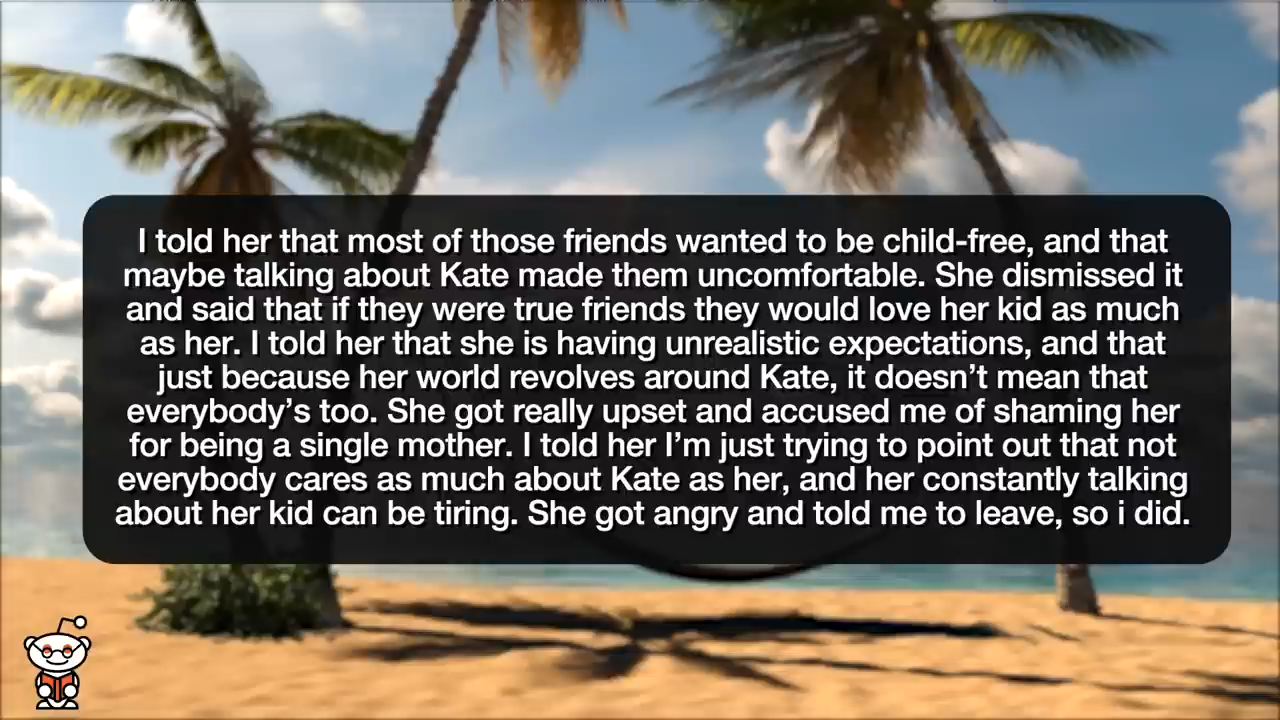 I told her that most of those friends wanted to be child-free, and that
maybe talking about Kate made them uncomfortable. She dismissed it
and said that if they were true friends they would love her kid as much
as her. I told her that she is having unrealistic expectations, and that
just because her world revolves around Kate, it doesn’t mean that
everybody’s too. She got really upset and accused me of shaming her
for being a single mother. I told her I’m just trying to point out that not
everybody cares as much about Kate as her, and her constantly talking
about her kid can be tiring. She got angry and told me to leave, so i did.